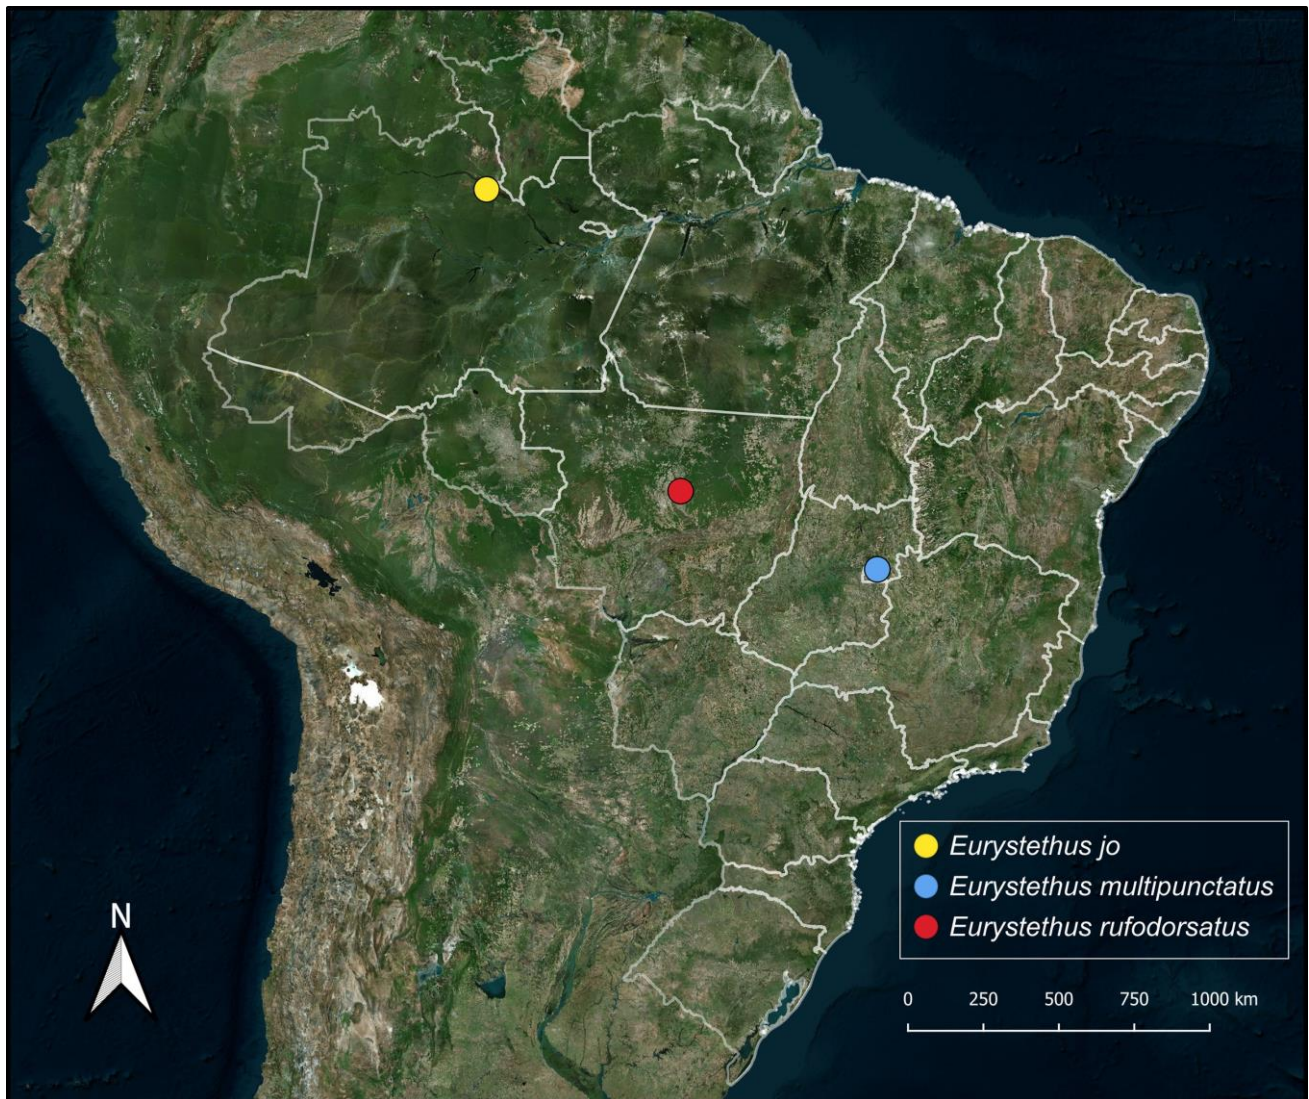 Eurystethus jo
Eurystethus multipunctatus
Eurystethus rufodorsatus
N
0 250 500 750 1000 km